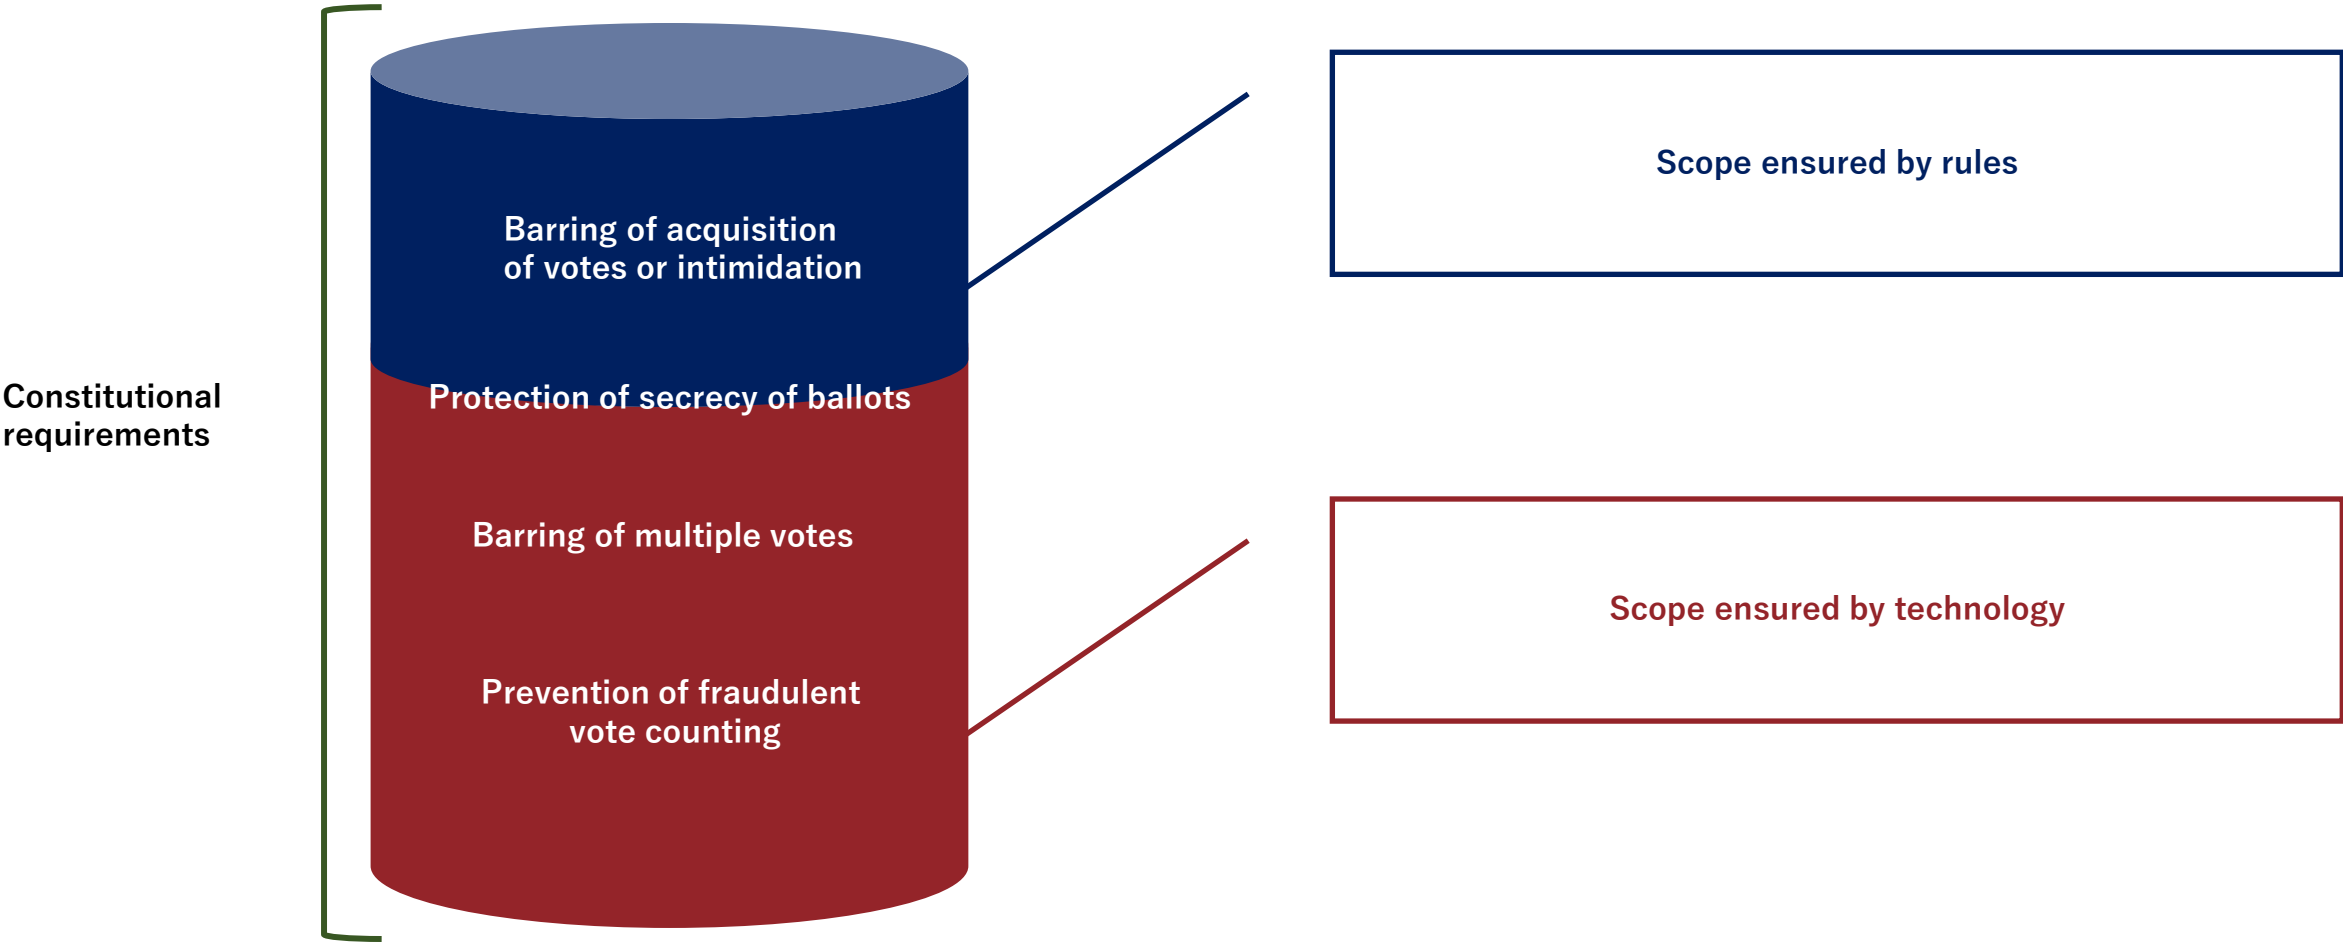 Constitutional
requirements
Barring of acquisition
of votes or intimidation
Protection of secrecy of ballots
Barring of multiple votes
Prevention of fraudulent
vote counting
Scope ensured by rules
Scope ensured by technology